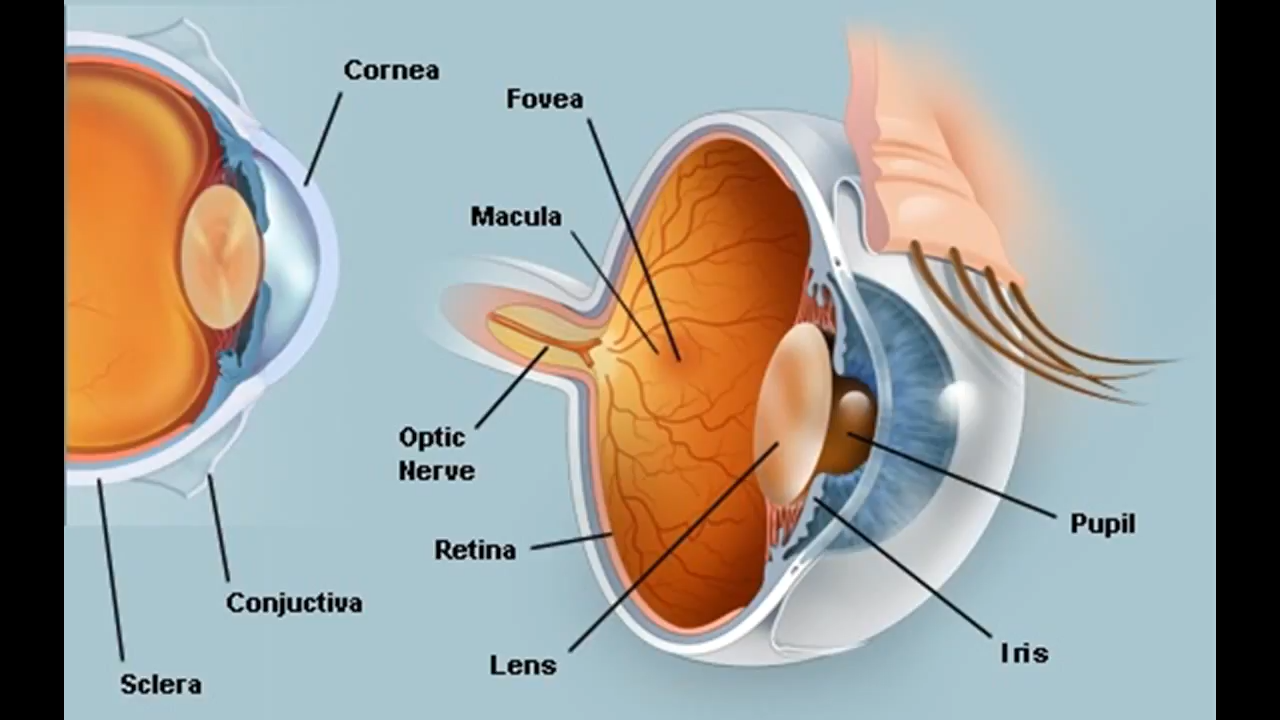 Cornea
Fovea
Macula
Optic
Nerve
Retina
Pupil
Conjuctiva
Iris
Lens
Sclera